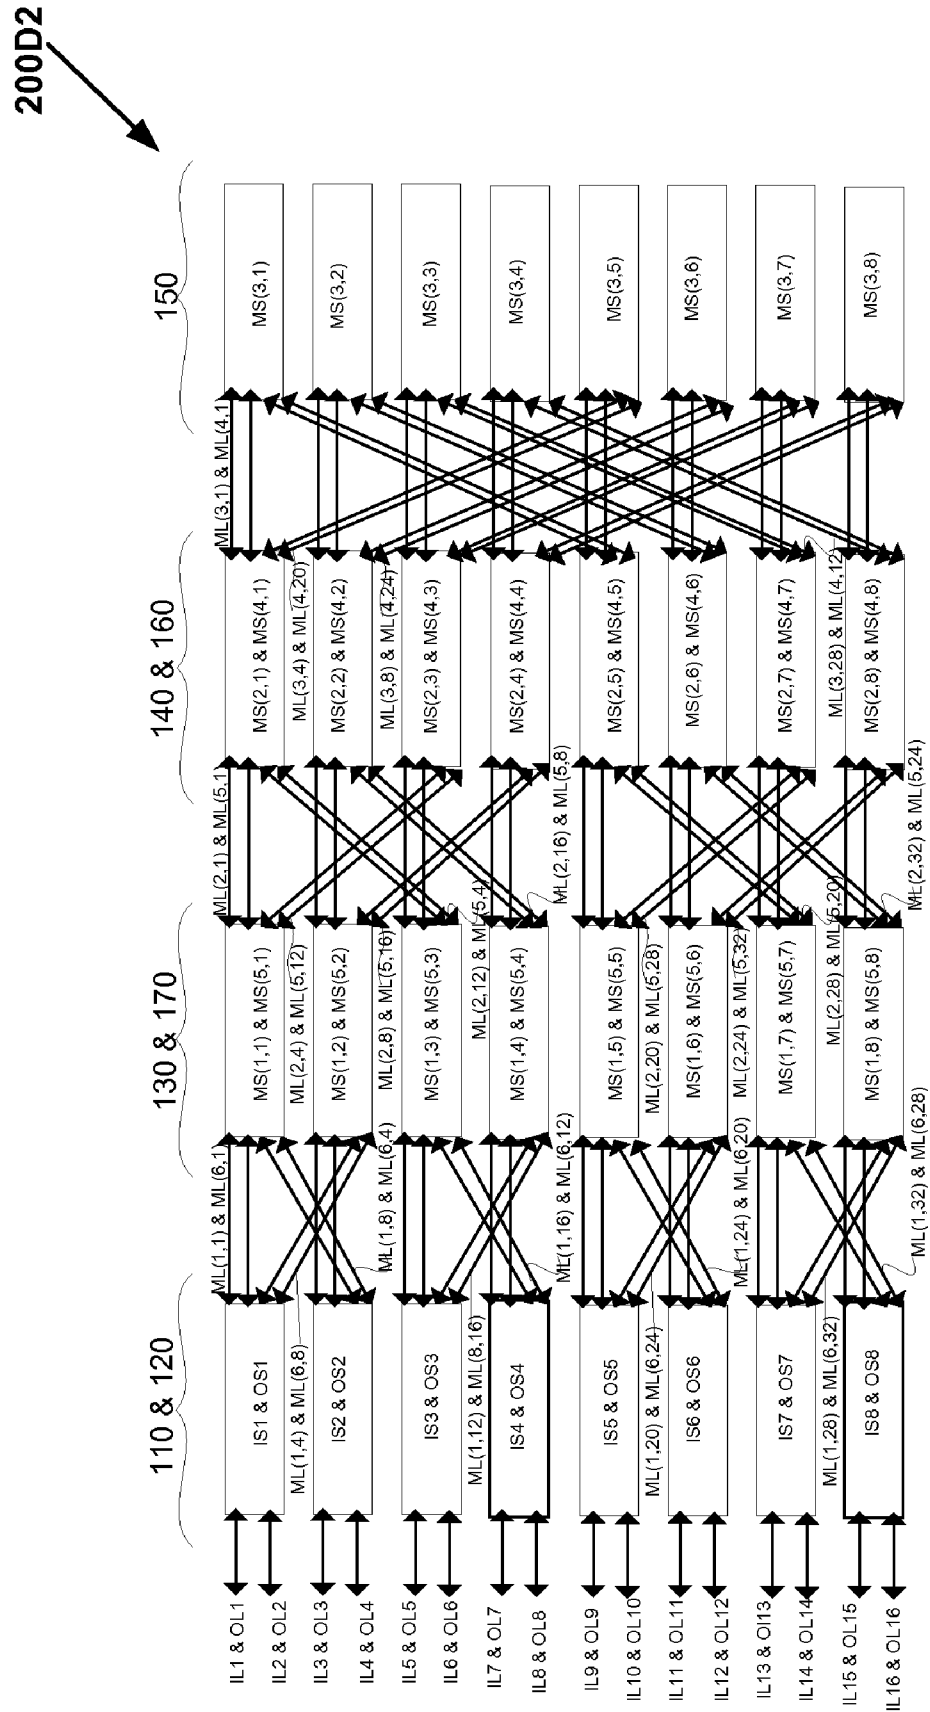 200D2
110 & 120
130 & 170
140 & 160
150
IL1 & OL1
IL2 & OL2
IL3 & OL3
IL4 & OL4
IL5 & OL5
IL6 & OL6
IL7 & OL7
IL8 & OL8
IL9 & OL9
IL10 & OL10
IL11 & OL11
IL12 & OL12
IL13 & Ol13
IL14 & OL14
IL15 & OL15
IL16 & OL16
IS1 & OS1
IS2 & OS2
IS3 & OS3
IS4 & OS4
IS5 & OS5
IS6 & OS6
IS7 & OS7
IS8 & OS8
ML(1,4) & ML(6,8)
ML(1,12) & ML(8,16)
ML(1,20) & ML(6,24)
ML(1,28) & ML(6,32)
ML(1,1) & ML(6,1)
ML(1,8) & ML(6,4)
ML(1,16) & ML(6,12)
ML(1,24) & ML(6,20)
ML(1,32) & ML(6,28)
MS(1,1) & MS(5,1)
MS(1,2) & MS(5,2)
MS(1,3) & MS(5,3)
MS(1,4) & MS(5,4)
MS(1,5) & MS(5,5)
MS(1,6) & MS(5,6)
MS(1,7) & MS(5,7)
MS(1,8) & MS(5,8)
ML(2,4) & ML(5,12)
ML(2,8) & ML(5,16)
ML(2,12) & ML(5,4)
ML(2,20) & ML(5,28)
ML(2,24) & ML(5,32)
ML(2,28) & ML(5,20)
ML(2,1) & ML(5,1)
ML(2,16) & ML(5,8)
ML(2,32) & ML(5,24)
MS(2,1) & MS(4,1)
MS(2,2) & MS(4,2)
MS(2,3) & MS(4,3)
MS(2,4) & MS(4,4)
MS(2,5) & MS(4,5)
MS(2,6) & MS(4,6)
MS(2,7) & MS(4,7)
MS(2,8) & MS(4,8)
ML(3,4) & ML(4,20)
ML(3,8) & ML(4,24)
ML(3,28) & ML(4,12)
ML(3,1) & ML(4,1
MS(3,1)
MS(3,2)
MS(3,3)
MS(3,4)
MS(3,5)
MS(3,6)
MS(3,7)
MS(3,8)